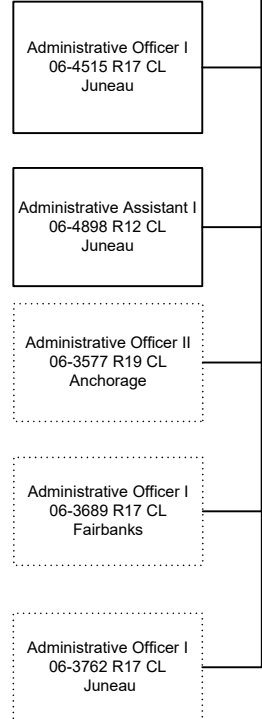 Administrative Officer I
06-4515 R17 CL
Juneau
Administrative Assistant I
06-4898 R12 CL
Juneau
Administrative Officer II
06-3577 R19 CL
Anchorage
Administrative Officer I
06-3689 R17 CL
Fairbanks
Administrative Officer I
06-3762 R17 CL
Juneau